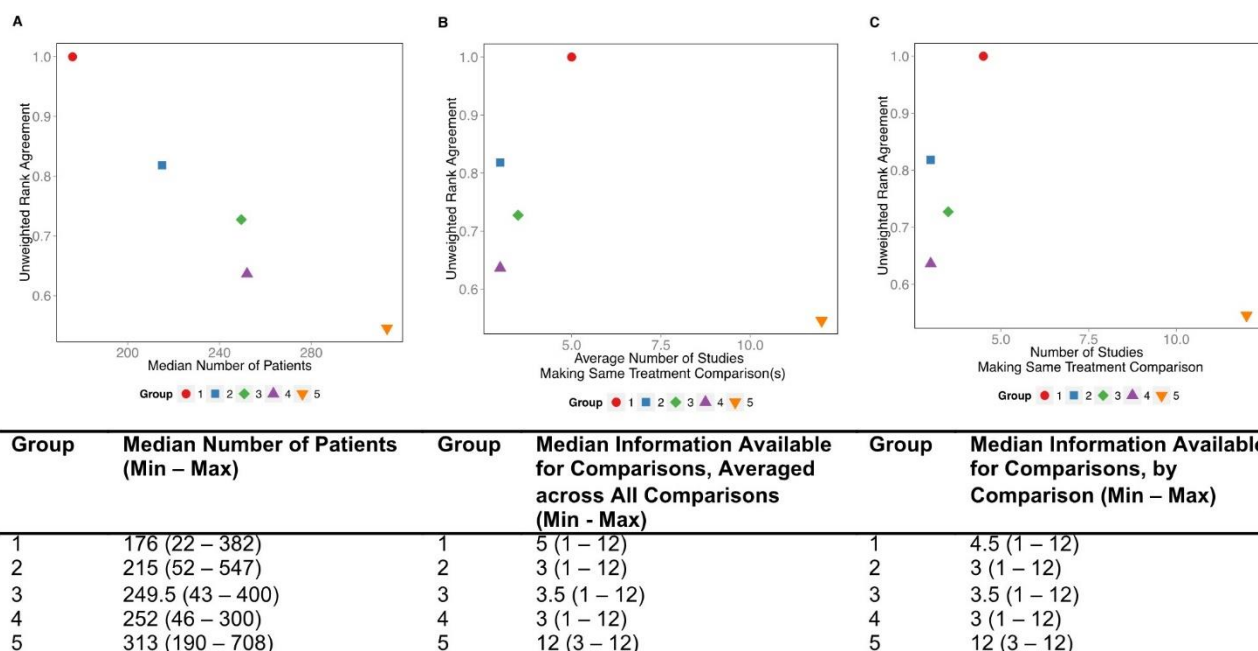 A
1.0
0.9
0.8
0.7
0.6
Unweighted Rank Agreement
200 240 280
Median Number of Patients
Group 1 2 3 4 5
B
1.0
0.9
0.8
0.7
0.6
Unweighted Rank Agreement
5.0 7.5 10.0
Average Number of Studies
Making Same Treatment Comparison(s)
Group 1 2 3 4 5
C
1.0
0.9
0.8
0.7
0.6
Unweighted Rank Agreement
5.0 7.5 10.0
Number of Studies
Making Same Treatment Comparison
Group 1 2 3 4 5
Group Median Number of Patients Group Median Information Available Group Median Information Available
(Min – Max) for Comparisons, Averaged for Comparisons, by
across All Comparisons Comparison (Min – Max)
(Min - Max)
1 176 (22 – 382) 1 5 (1 – 12) 1 4.5 (1 – 12)
2 215 (52 – 547) 2 3 (1 – 12) 2 3 (1 – 12)
3 249.5 (43 – 400) 3 3.5 (1 – 12) 3 3.5 (1 – 12)
4 252 (46 – 300) 4 3 (1 – 12) 4 3 (1 – 12)
5 313 (190 – 708) 5 12 (3 – 12) 5 12 (3 – 12)